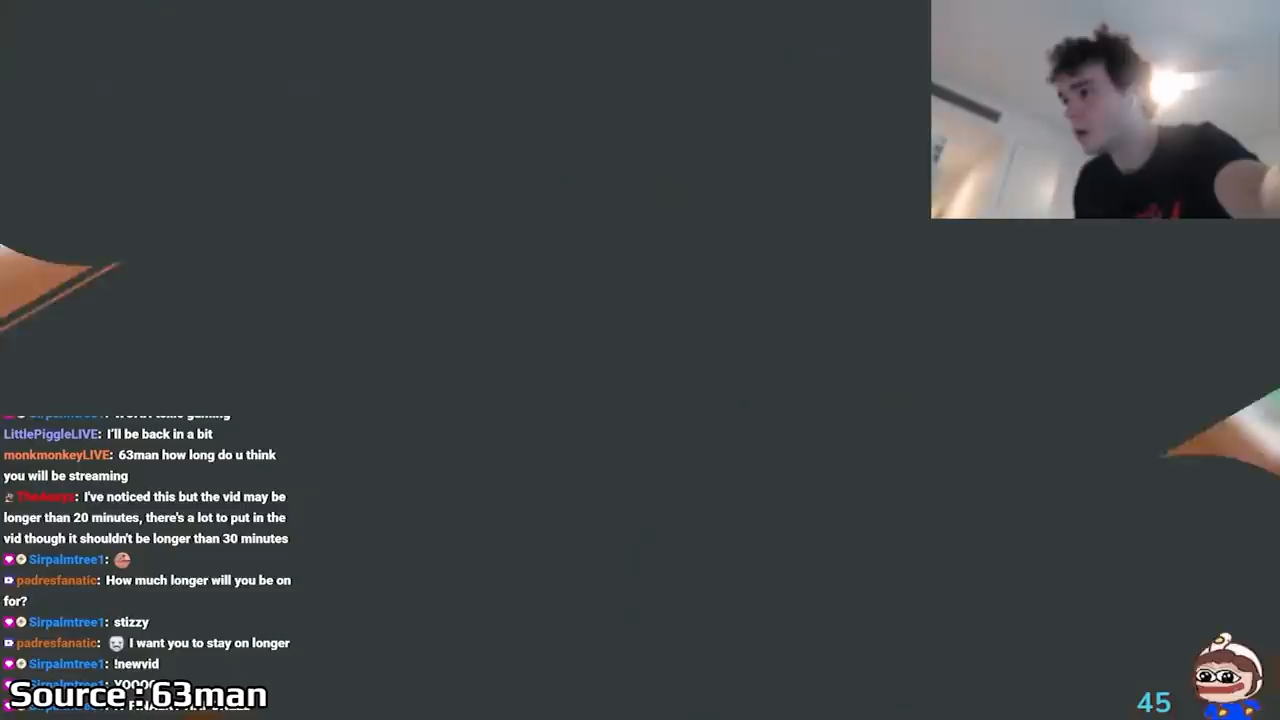 LittlePiggleLIVE: I'll be back in a bit
monkmonkeyLIVE: 63man how long do u think
you will be streaming
I've noticed this but the vid may be
longer than 20 minutes, there's a lot to put in the
vid though it shouldn't be longer than 30 minutes
Sirpalmtree1:
padresfanatic: How much longer will you be on
for?
Sirpalmtree1: stizzy
padresfanatic: I want you to stay on longer
Sirpalmtree1: !newvid
Source : 63man
45